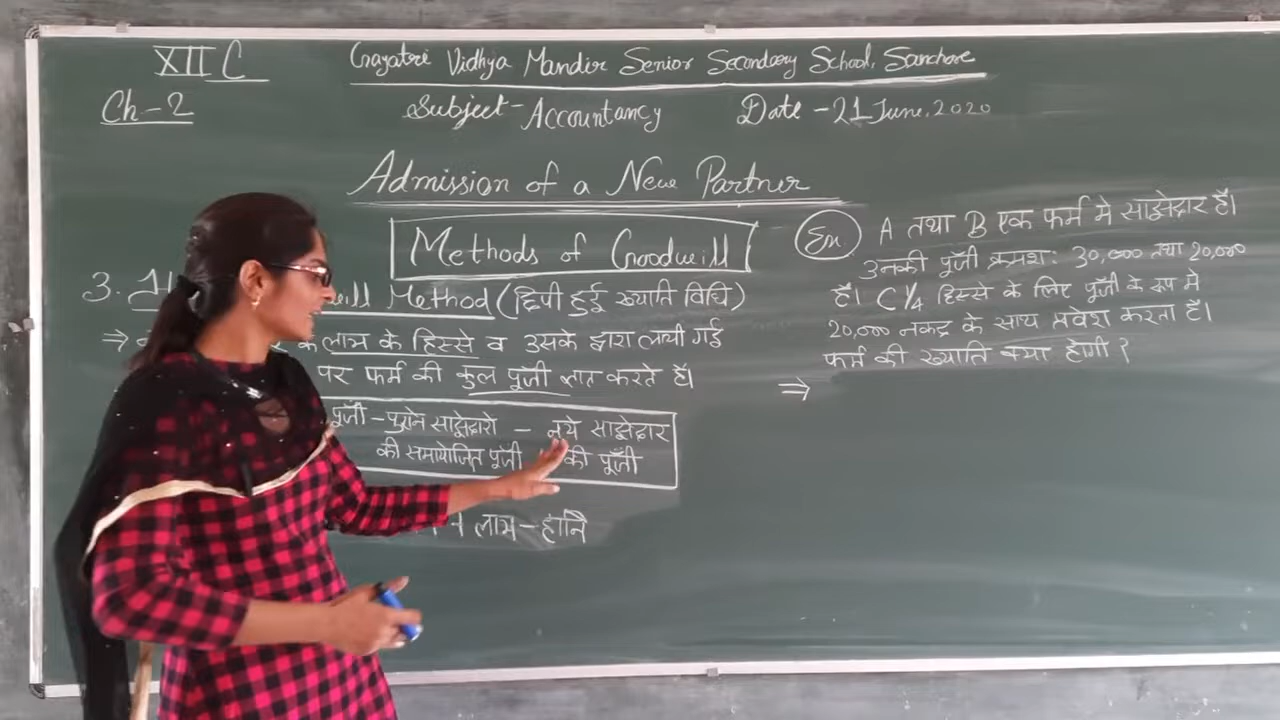 XII C
Gayatri Vidhya Mandir Senior Secondary School, Sanchore
Ch-2
Subject-Accountancy
Date -21 June, 2020
Admission of a New Partner
Methods of Goodwill
3.
Method (छिपी हुई ख्याति विधि)
⇒
के लाभ के हिस्से व उसके द्वारा लायी गई
पर फर्म की कुल पूँजी ज्ञात करते हैं।
पूँजी - पुराने साझेदारो - नये साझेदार
की समायोजित पूँजी की पूँजी
लाभ-हानि
Ex A तथा B एक फर्म मे साझेदार हैं।
उनकी पूँजी क्रमश: 30,000 तथा 20,000
हैं। C 1/4 हिस्से के लिए पूँजी के रूप मे
20,000 नकद के साथ प्रवेश करता है।
फर्म की ख्याति क्या होगी ?
⇒